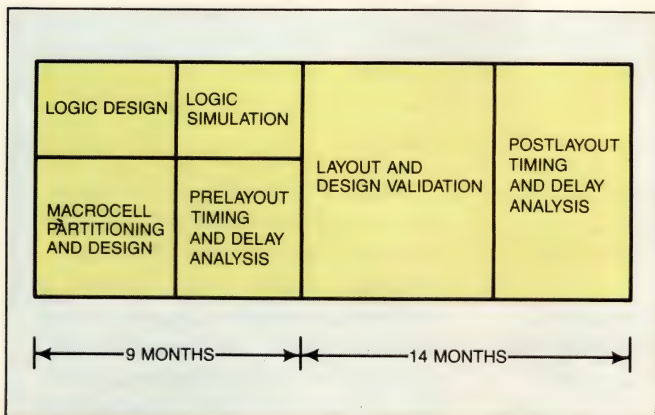 LOGIC DESIGN
LOGIC
SIMULATION
MACROCELL
PARTITIONING
AND DESIGN
PRELAYOUT
TIMING
AND DELAY
ANALYSIS
LAYOUT AND
DESIGN VALIDATION
POSTLAYOUT
TIMING
AND DELAY
ANALYSIS
9 MONTHS
14 MONTHS